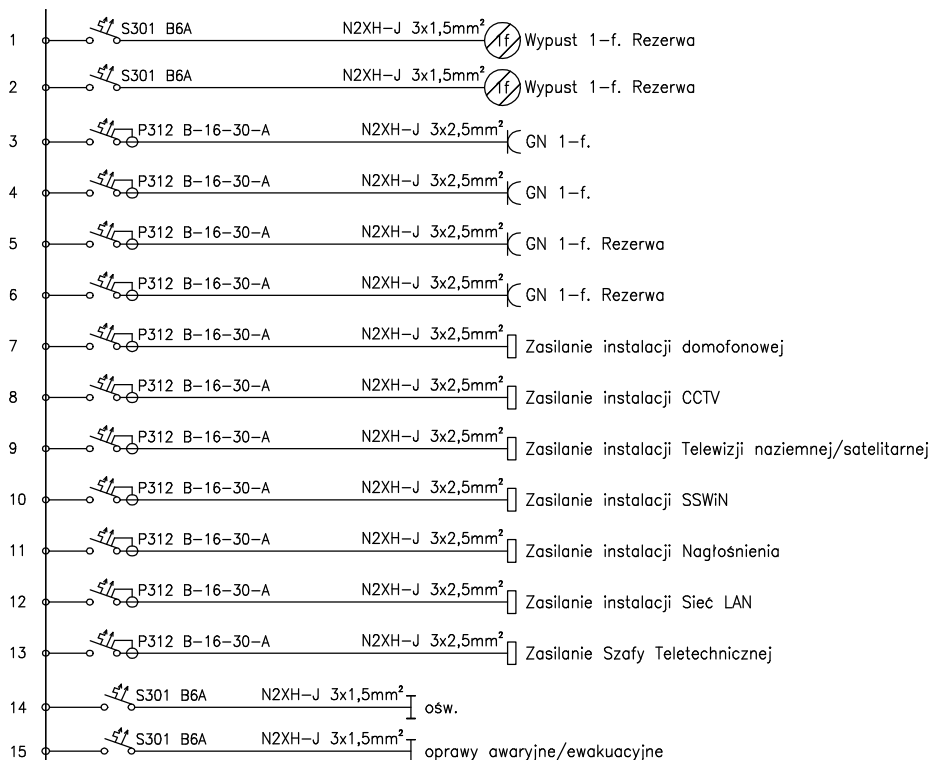 1 S301 B6A N2XH-J 3x1,5mm² 1f Wypust 1-f. Rezerwa
2 S301 B6A N2XH-J 3x1,5mm² 1f Wypust 1-f. Rezerwa
3 P312 B-16-30-A N2XH-J 3x2,5mm² GN 1-f.
4 P312 B-16-30-A N2XH-J 3x2,5mm² GN 1-f.
5 P312 B-16-30-A N2XH-J 3x2,5mm² GN 1-f. Rezerwa
6 P312 B-16-30-A N2XH-J 3x2,5mm² GN 1-f. Rezerwa
7 P312 B-16-30-A N2XH-J 3x2,5mm² Zasilanie instalacji domofonowej
8 P312 B-16-30-A N2XH-J 3x2,5mm² Zasilanie instalacji CCTV
9 P312 B-16-30-A N2XH-J 3x2,5mm² Zasilanie instalacji Telewizji naziemnej/satelitarnej
10 P312 B-16-30-A N2XH-J 3x2,5mm² Zasilanie instalacji SSWiN
11 P312 B-16-30-A N2XH-J 3x2,5mm² Zasilanie instalacji Nagłośnienia
12 P312 B-16-30-A N2XH-J 3x2,5mm² Zasilanie instalacji Sieć LAN
13 P312 B-16-30-A N2XH-J 3x2,5mm² Zasilanie Szafy Teletechnicznej
14 S301 B6A N2XH-J 3x1,5mm² ośw.
15 S301 B6A N2XH-J 3x1,5mm² oprawy awaryjne/ewakuacyjne